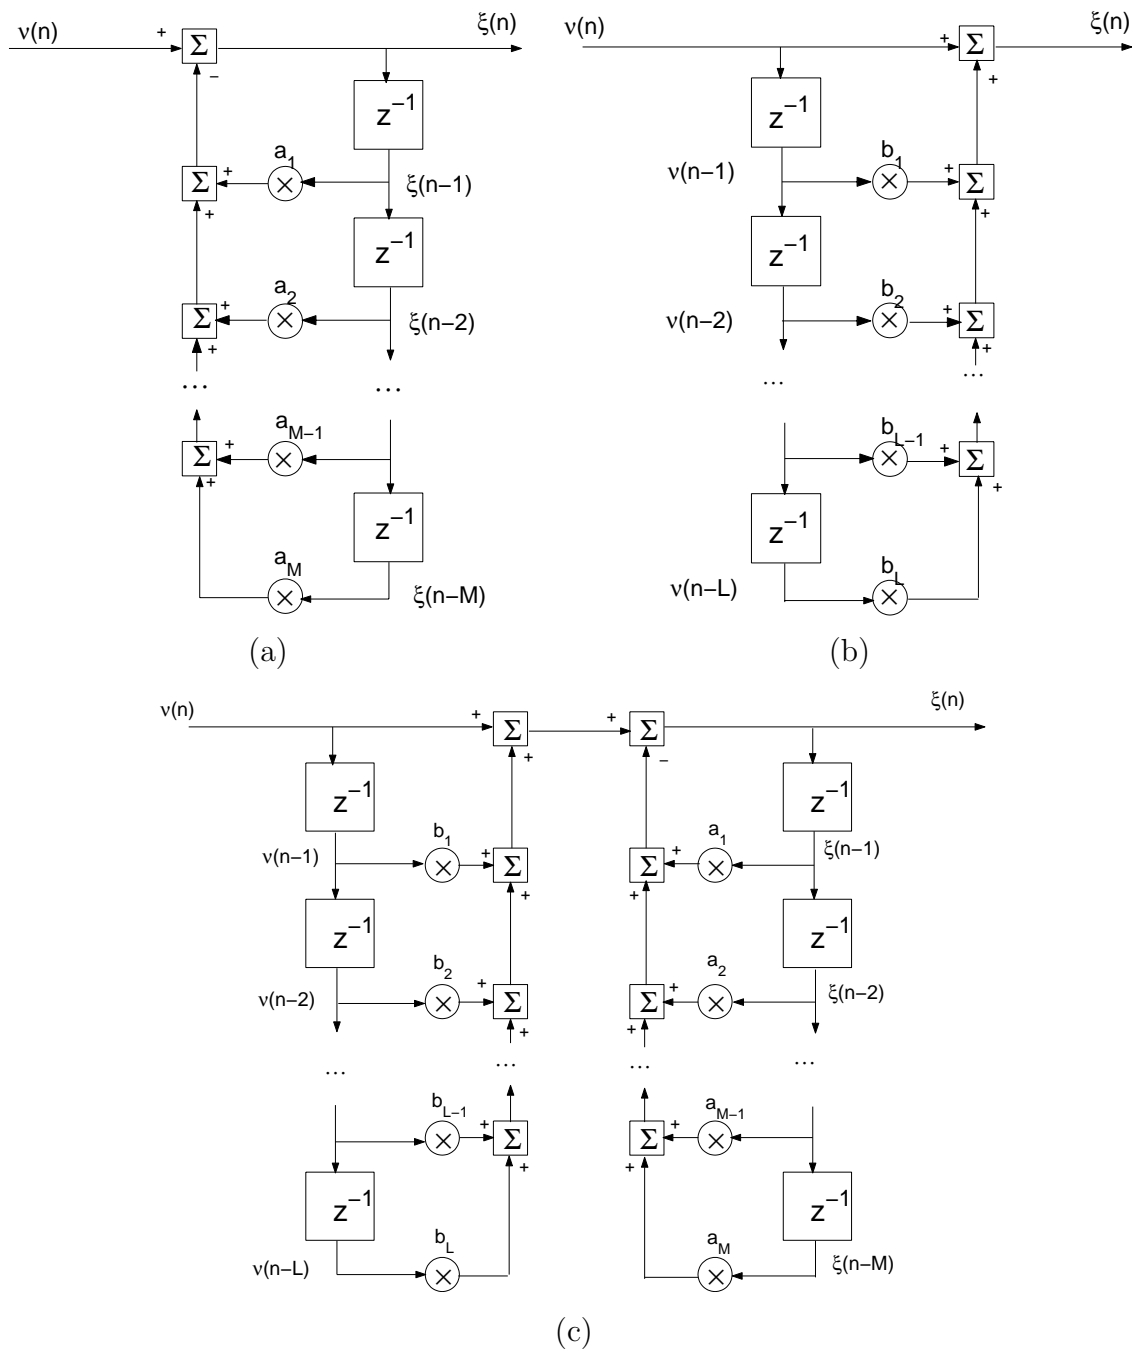 ν(n) + Σ ξ(n)
−
z⁻¹
a₁
Σ + × ξ(n−1)
+
z⁻¹
a₂
Σ + × ξ(n−2)
+
... ...
a_{M−1}
Σ + ×
+
z⁻¹
a_M
× ξ(n−M)
(a)
ν(n) + Σ ξ(n)
+
z⁻¹
b₁
ν(n−1) × + Σ
+
z⁻¹
b₂
ν(n−2) × + Σ
+
... ...
b_{L−1}
× + Σ
+
z⁻¹
b_L
ν(n−L) ×
(b)
ν(n) + Σ + Σ ξ(n)
+ −
z⁻¹ z⁻¹
b₁ a₁
ν(n−1) × + Σ Σ + × ξ(n−1)
+ +
z⁻¹ z⁻¹
b₂ a₂
ν(n−2) × + Σ Σ + × ξ(n−2)
+ +
... ... ... ...
b_{L−1} a_{M−1}
× + Σ Σ + ×
+ +
z⁻¹ z⁻¹
b_L a_M
ν(n−L) × × ξ(n−M)
(c)